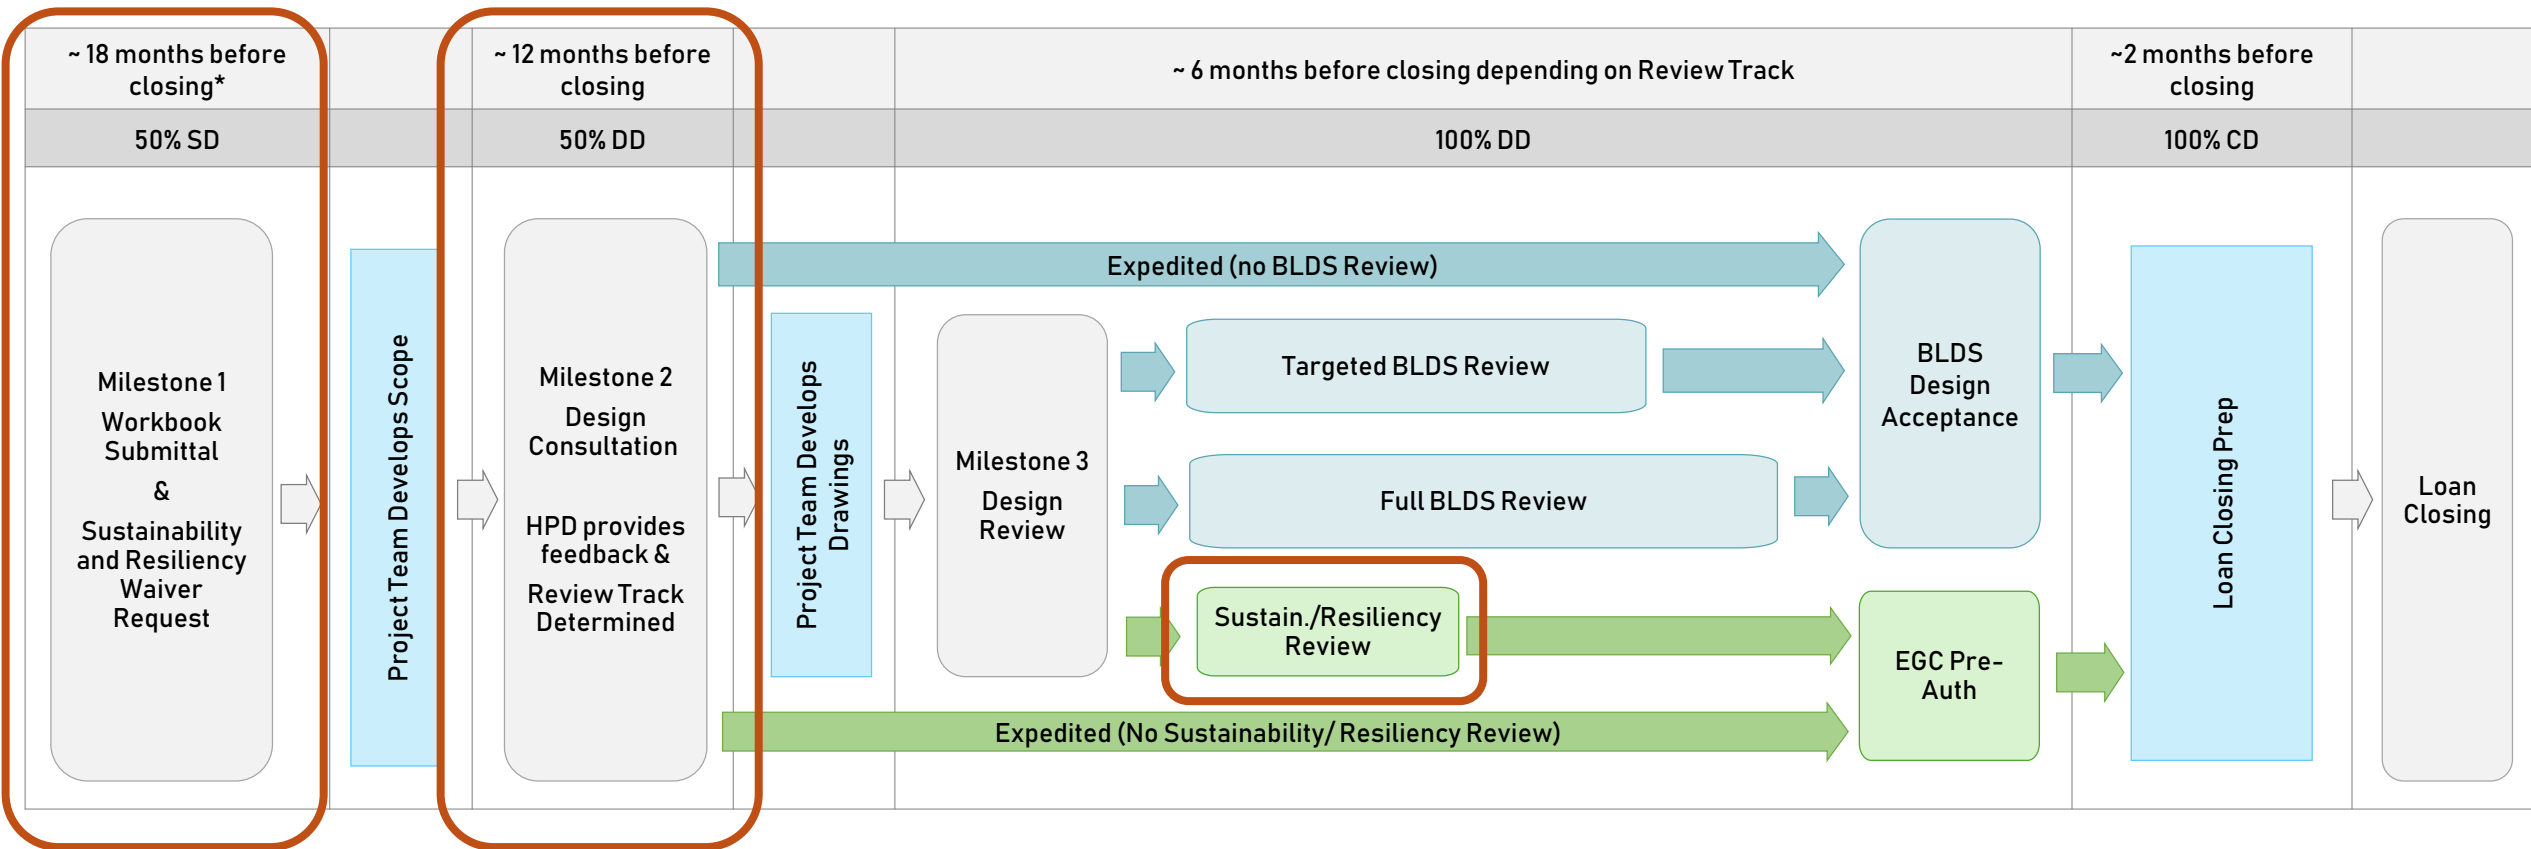 ~ 18 months before
closing*
~ 12 months before
closing
~ 6 months before closing depending on Review Track
~2 months before
closing
50% SD
50% DD
100% DD
100% CD
Milestone 1
Workbook
Submittal
&
Sustainability
and Resiliency
Waiver
Request
Project Team Develops Scope
Milestone 2
Design
Consultation
HPD provides
feedback &
Review Track
Determined
Project Team Develops
Drawings
Expedited (no BLDS Review)
Milestone 3
Design
Review
Targeted BLDS Review
Full BLDS Review
Sustain./Resiliency
Review
Expedited (No Sustainability/ Resiliency Review)
BLDS
Design
Acceptance
EGC Pre-
Auth
Loan Closing Prep
Loan
Closing